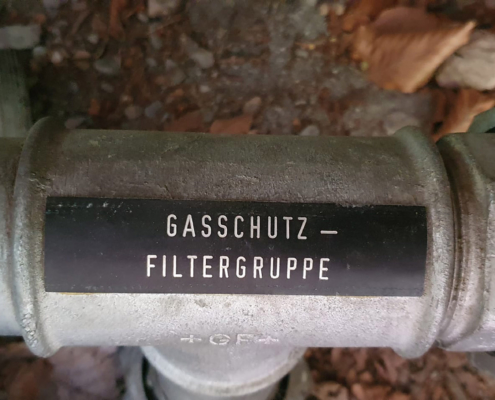 GASSCHUTZ –
FILTERGRUPPE
+GF+